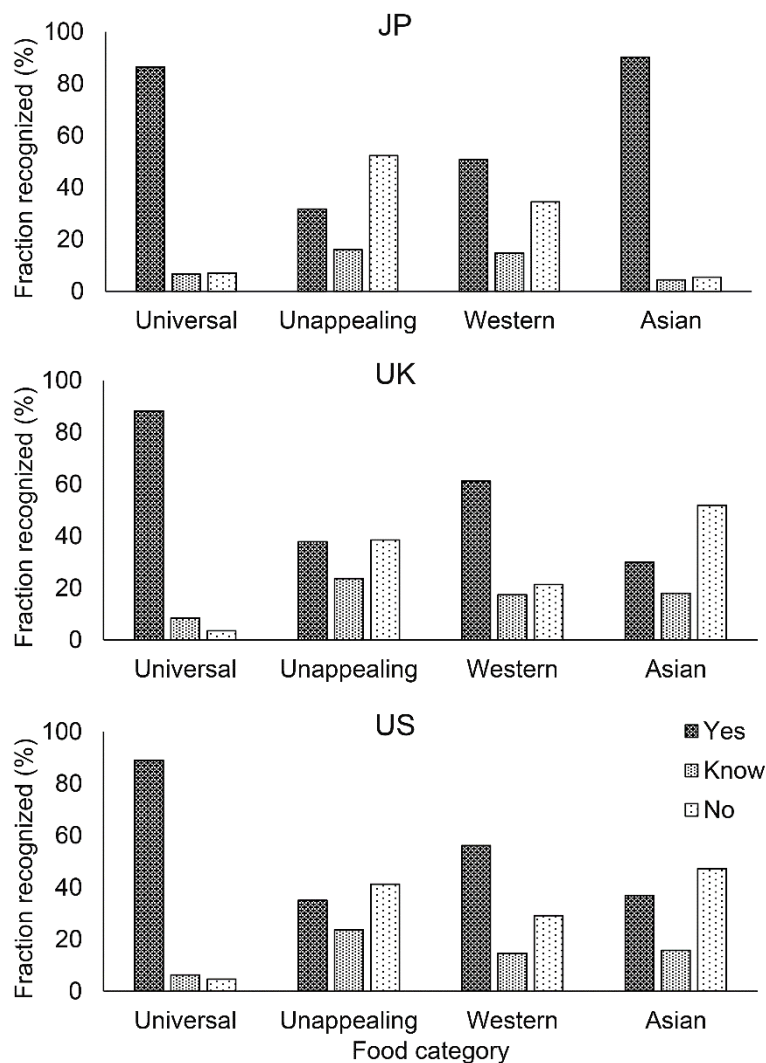 JP
Fraction recognized (%)
100
80
60
40
20
0
Universal Unappealing Western Asian
UK
Fraction recognized (%)
100
80
60
40
20
0
Universal Unappealing Western Asian
US
Fraction recognized (%)
100
80
60
40
20
0
Yes
Know
No
Universal Unappealing Western Asian
Food category